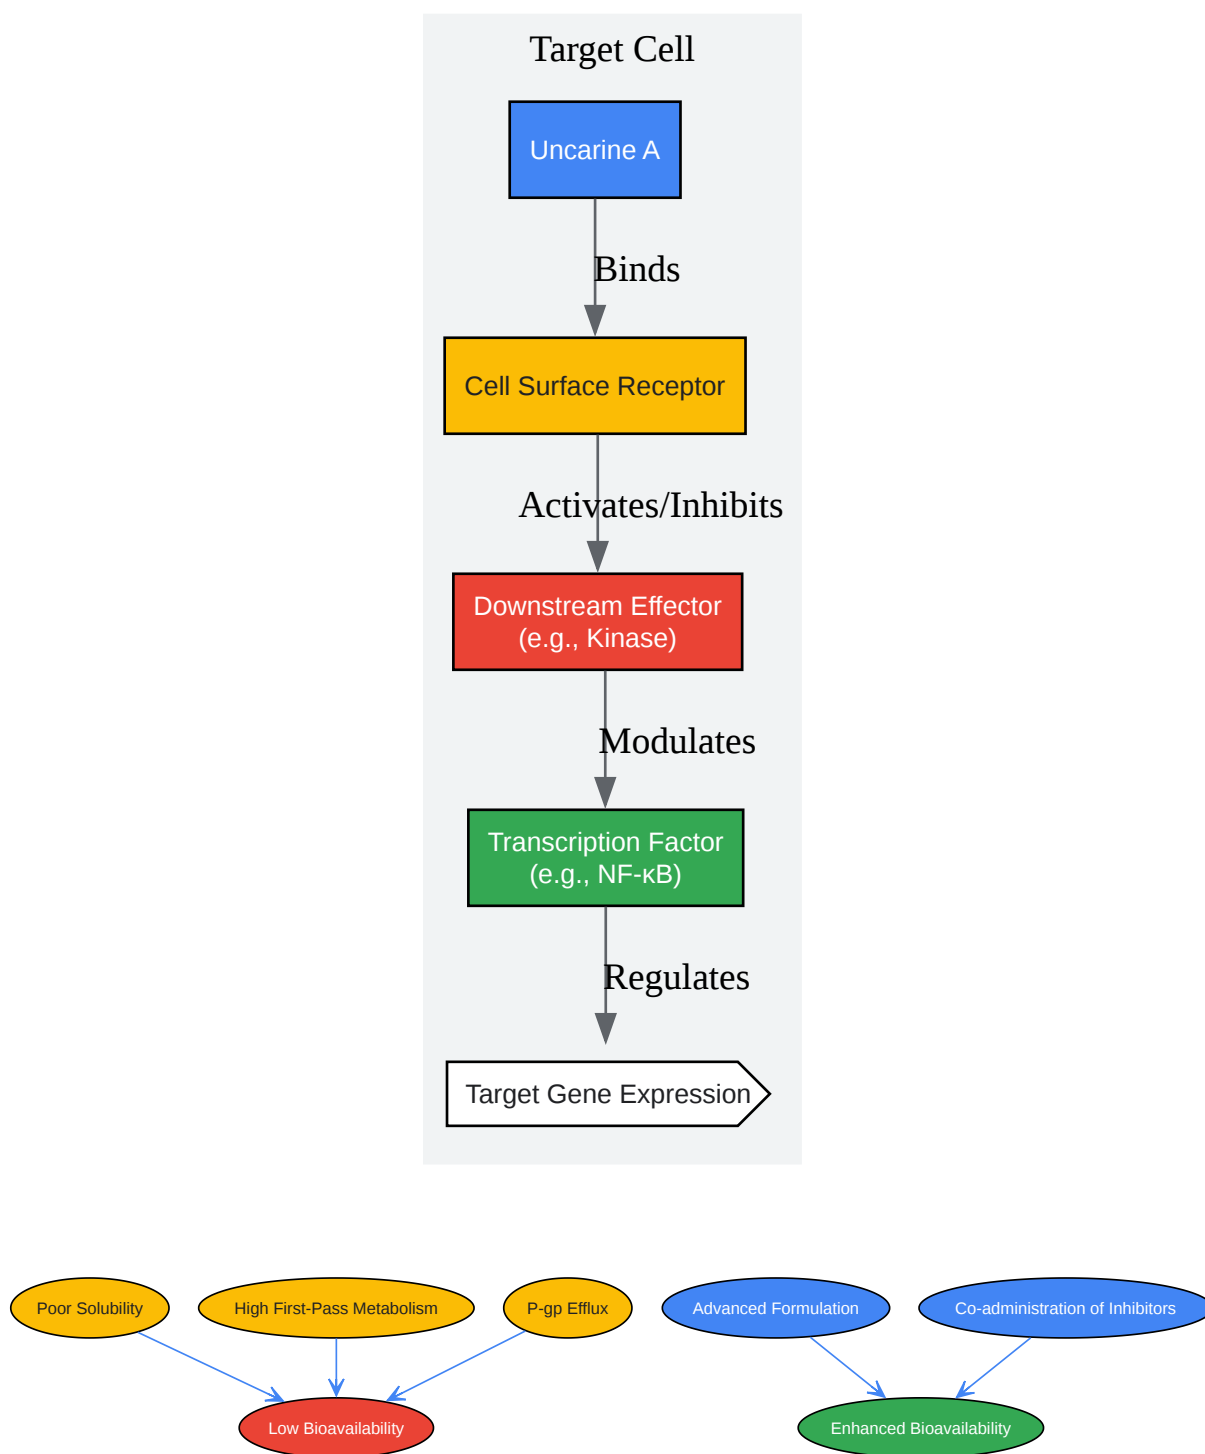 Target Cell
Uncarine A
Binds
Cell Surface Receptor
Activates/Inhibits
Downstream Effector
(e.g., Kinase)
Modulates
Transcription Factor
(e.g., NF-κB)
Regulates
Target Gene Expression
Poor Solubility
High First-Pass Metabolism
P-gp Efflux
Advanced Formulation
Co-administration of Inhibitors
Low Bioavailability
Enhanced Bioavailability